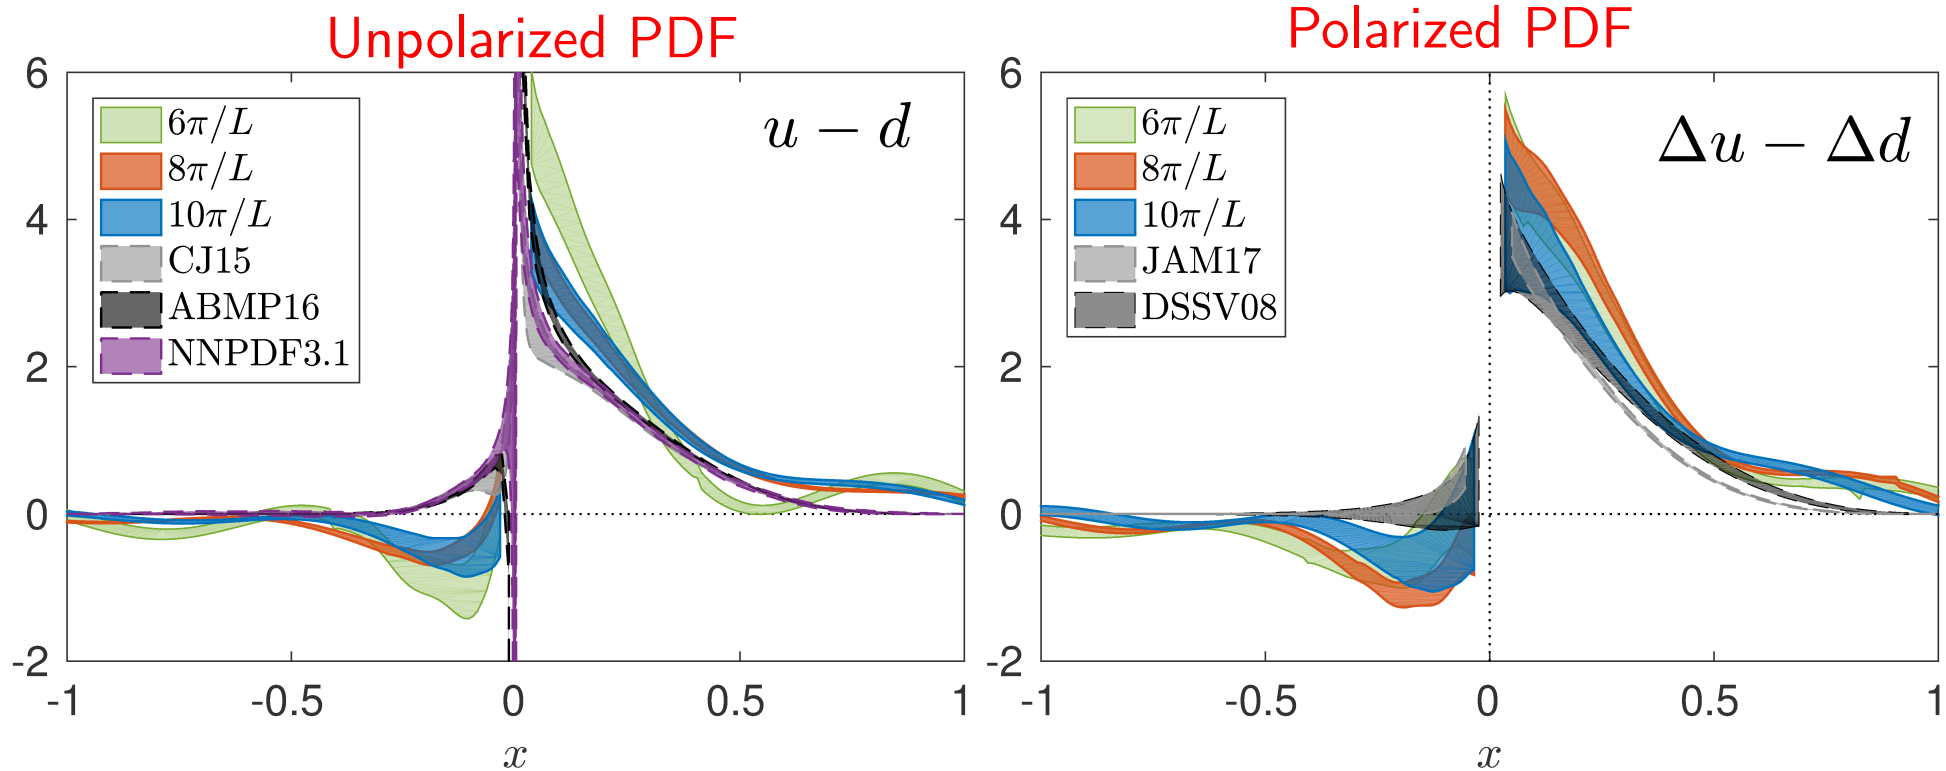 Unpolarized PDF
6
4
2
0
-2
6π/L
8π/L
10π/L
CJ15
ABMP16
NNPDF3.1
u − d
-1
-0.5
0
0.5
1
x
Polarized PDF
6
4
2
0
-2
6π/L
8π/L
10π/L
JAM17
DSSV08
Δu − Δd
-1
-0.5
0
0.5
1
x